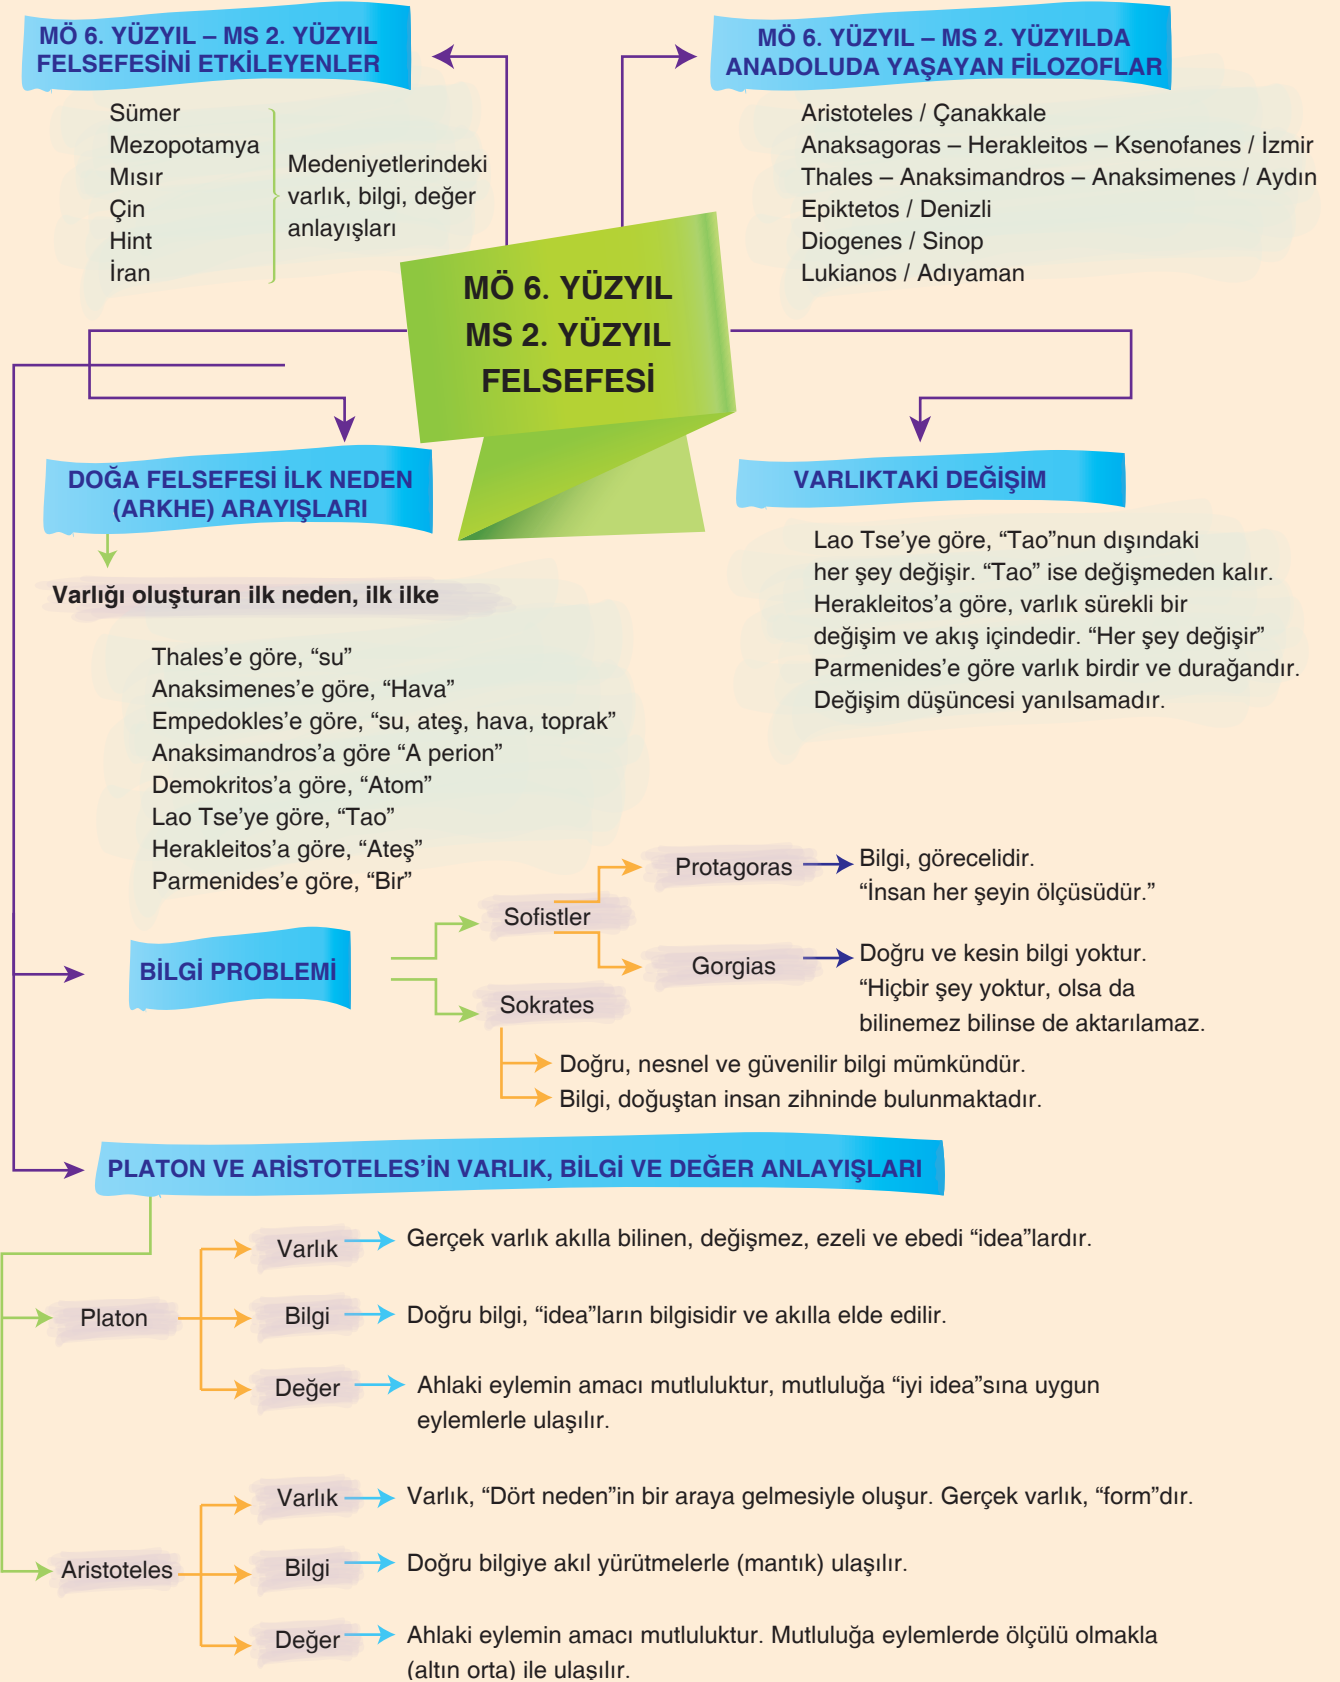 MÖ 6. YÜZYIL – MS 2. YÜZYIL
FELSEFESİNİ ETKİLEYENLER
Sümer
Mezopotamya
Mısır
Çin
Hint
İran
Medeniyetlerindeki
varlık, bilgi, değer
anlayışları
MÖ 6. YÜZYIL – MS 2. YÜZYILDA
ANADOLUDA YAŞAYAN FİLOZOFLAR
Aristoteles / Çanakkale
Anaksagoras – Herakleitos – Ksenofanes / İzmir
Thales – Anaksimandros – Anaksimenes / Aydın
Epiktetos / Denizli
Diogenes / Sinop
Lukianos / Adıyaman
MÖ 6. YÜZYIL
MS 2. YÜZYIL
FELSEFESİ
DOĞA FELSEFESİ İLK NEDEN
(ARKHE) ARAYIŞLARI
Varlığı oluşturan ilk neden, ilk ilke
Thales’e göre, “su”
Anaksimenes’e göre, “Hava”
Empedokles’e göre, “su, ateş, hava, toprak”
Anaksimandros’a göre “A perion”
Demokritos’a göre, “Atom”
Lao Tse’ye göre, “Tao”
Herakleitos’a göre, “Ateş”
Parmenides’e göre, “Bir”
VARLIKTAKİ DEĞİŞİM
Lao Tse’ye göre, “Tao”nun dışındaki
her şey değişir. “Tao” ise değişmeden kalır.
Herakleitos’a göre, varlık sürekli bir
değişim ve akış içindedir. “Her şey değişir”
Parmenides’e göre varlık birdir ve durağandır.
Değişim düşüncesi yanılsamadır.
BİLGİ PROBLEMİ
Sofistler
Protagoras
Bilgi, görecelidir.
“İnsan her şeyin ölçüsüdür.”
Gorgias
Doğru ve kesin bilgi yoktur.
“Hiçbir şey yoktur, olsa da
bilinemez bilinse de aktarılamaz.
Sokrates
Doğru, nesnel ve güvenilir bilgi mümkündür.
Bilgi, doğuştan insan zihninde bulunmaktadır.
PLATON VE ARİSTOTELES’İN VARLIK, BİLGİ VE DEĞER ANLAYIŞLARI
Platon
Varlık
Gerçek varlık akılla bilinen, değişmez, ezeli ve ebedi “idea”lardır.
Bilgi
Doğru bilgi, “idea”ların bilgisidir ve akılla elde edilir.
Değer
Ahlaki eylemin amacı mutluluktur, mutluluğa “iyi idea”sına uygun
eylemlerle ulaşılır.
Aristoteles
Varlık
Varlık, “Dört neden”in bir araya gelmesiyle oluşur. Gerçek varlık, “form”dır.
Bilgi
Doğru bilgiye akıl yürütmelerle (mantık) ulaşılır.
Değer
Ahlaki eylemin amacı mutluluktur. Mutluluğa eylemlerde ölçülü olmakla
(altın orta) ile ulaşılır.